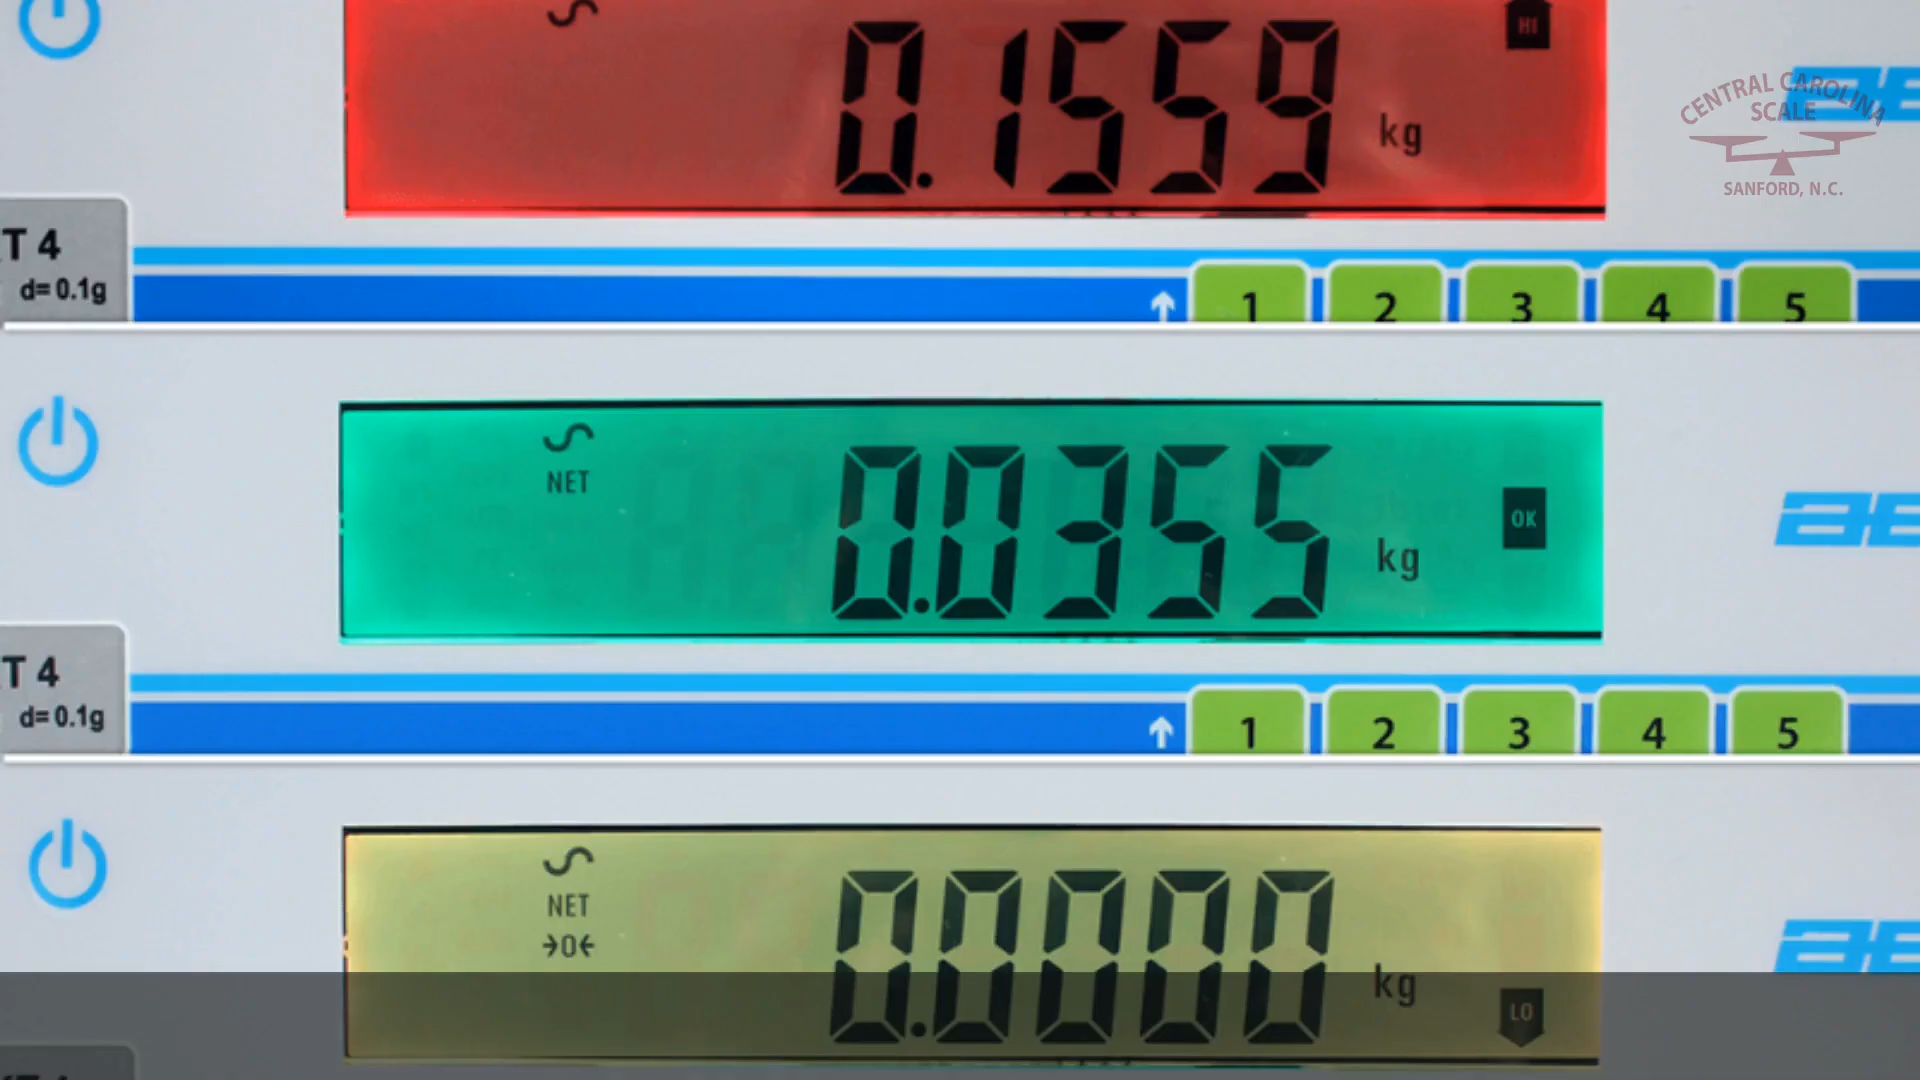 0.1559 kg
HI
CENTRAL CAROLINA
SCALE
SANFORD, N.C.
T 4
d=0.1g
1 2 3 4 5
NET
0.0355 kg
OK
T 4
d=0.1g
1 2 3 4 5
NET
→0←
0.0000 kg
LO